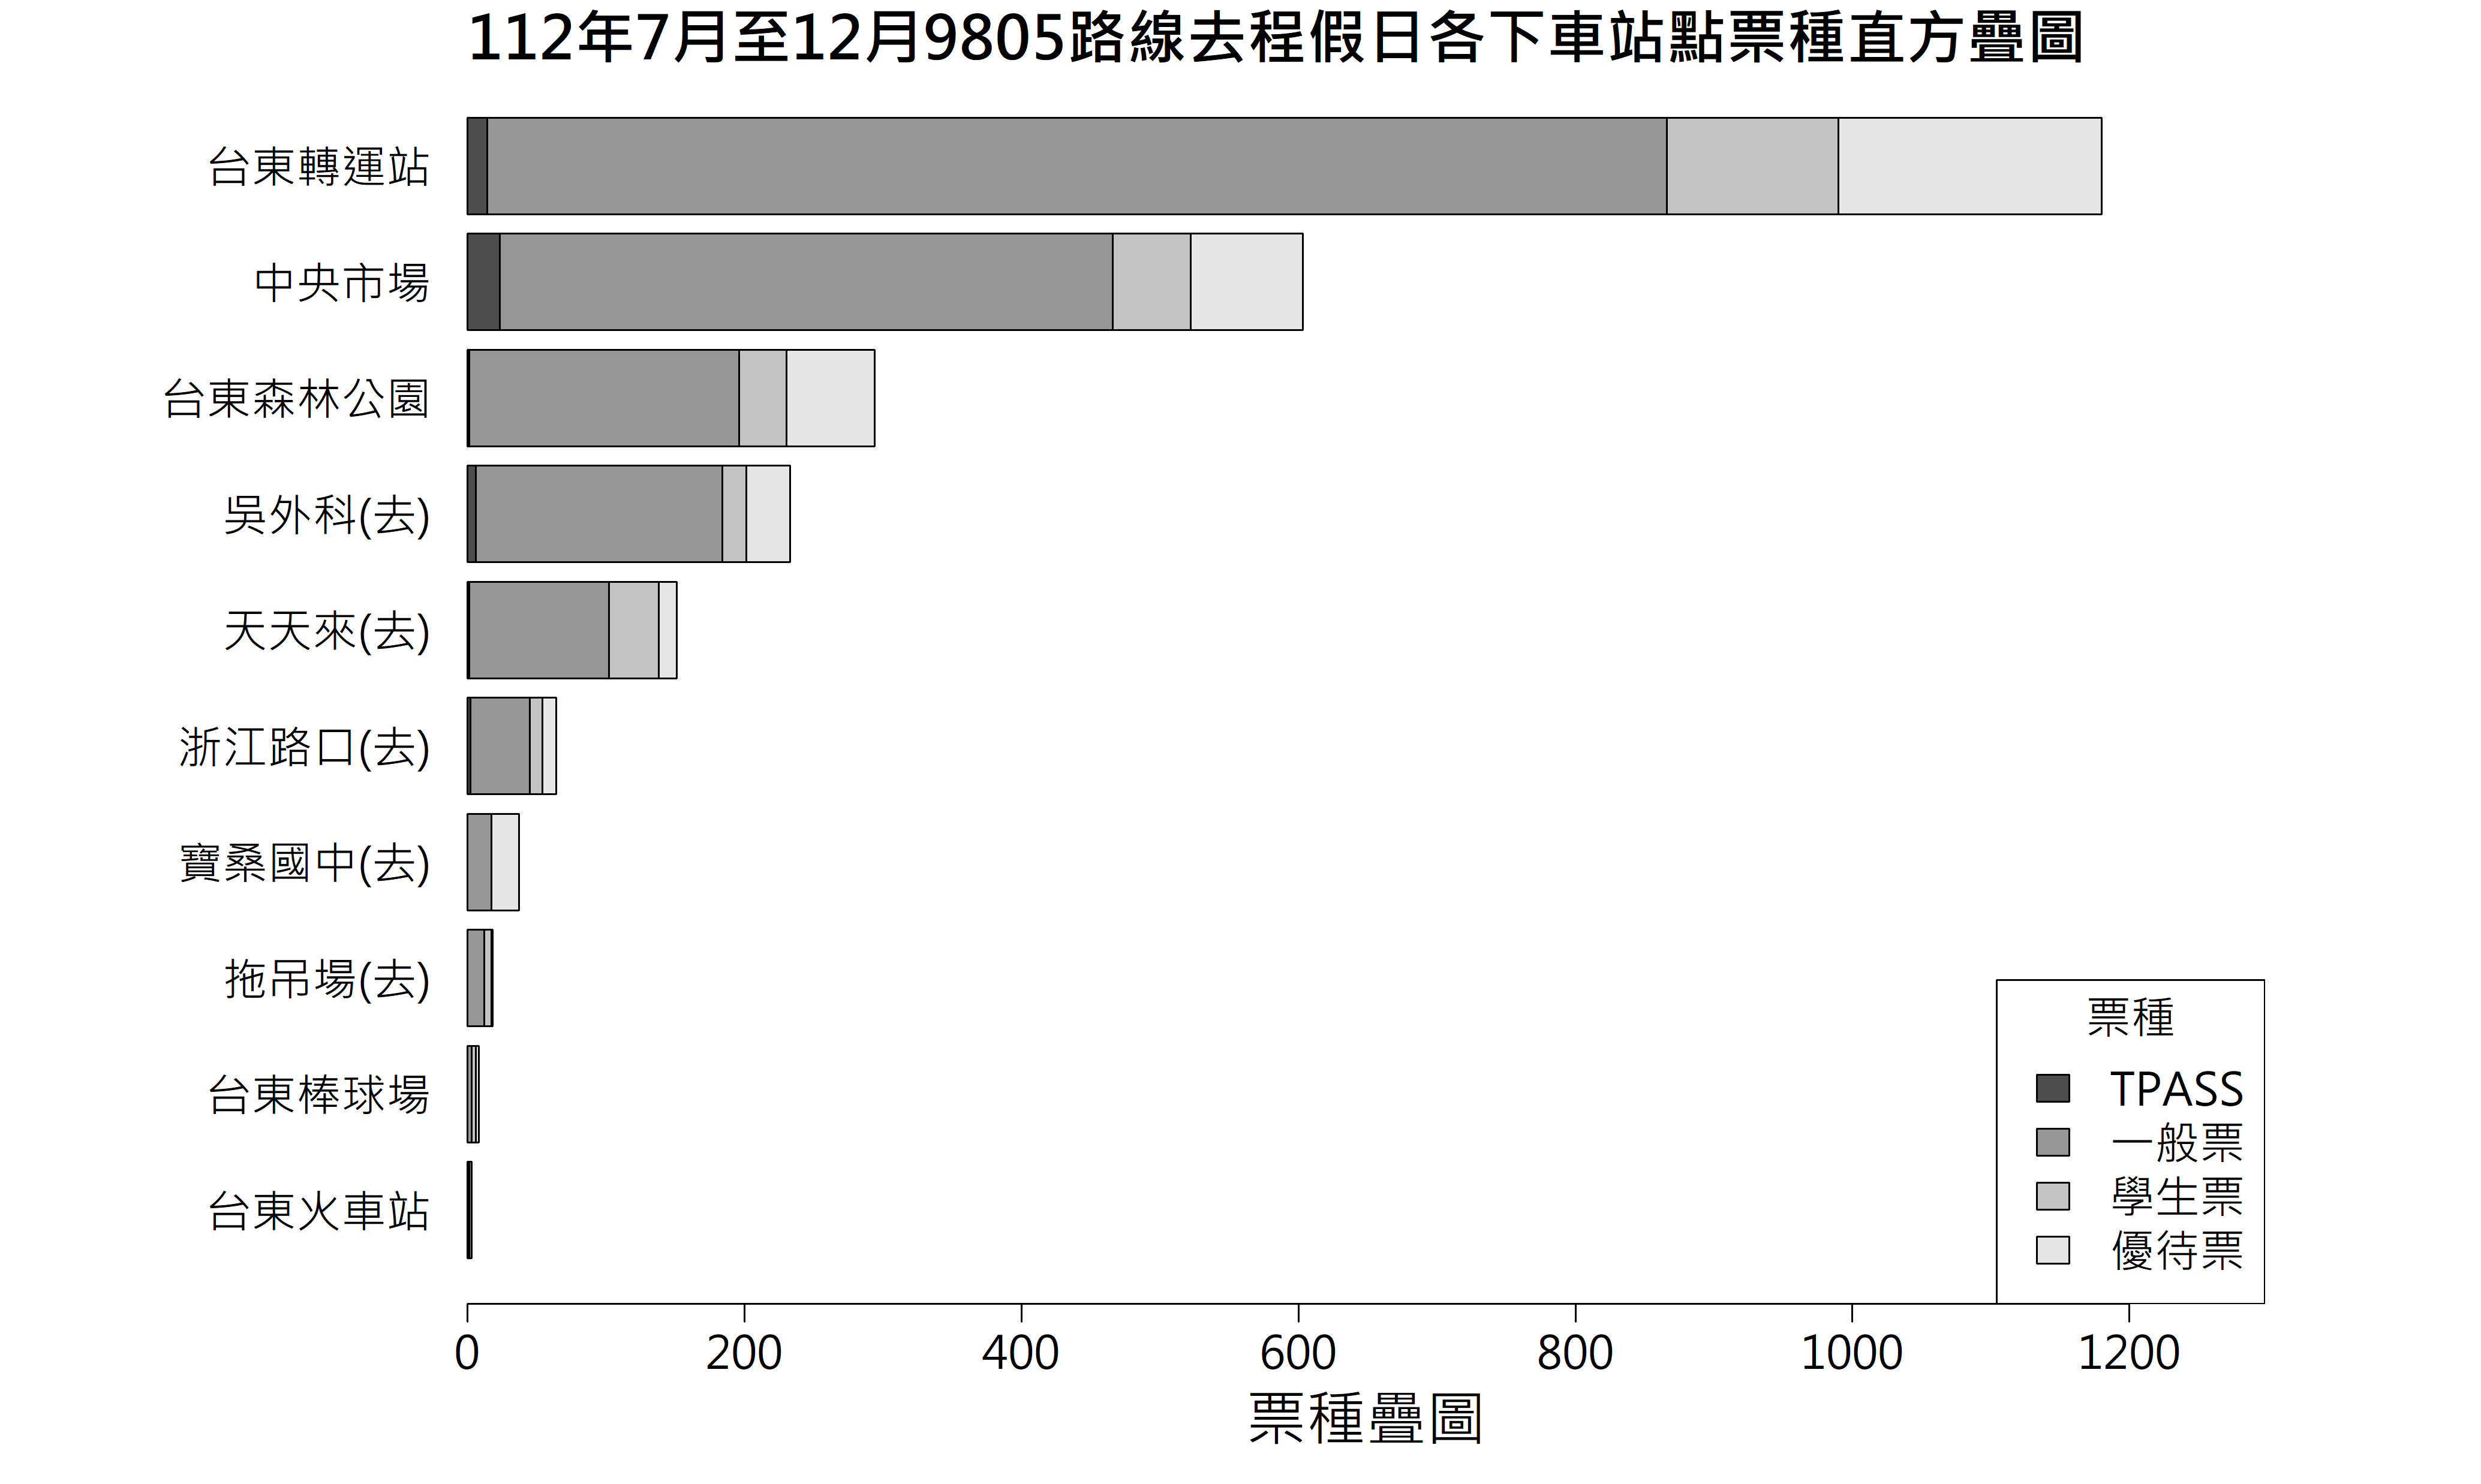 112年7月至12月9805路線去程假日各下車站點票種直方疊圖
台東轉運站
中央市場
台東森林公園
吳外科(去)
天天來(去)
浙江路口(去)
寶桑國中(去)
拖吊場(去)
台東棒球場
台東火車站
票種
TPASS
一般票
學生票
優待票
0 200 400 600 800 1000 1200
票種疊圖